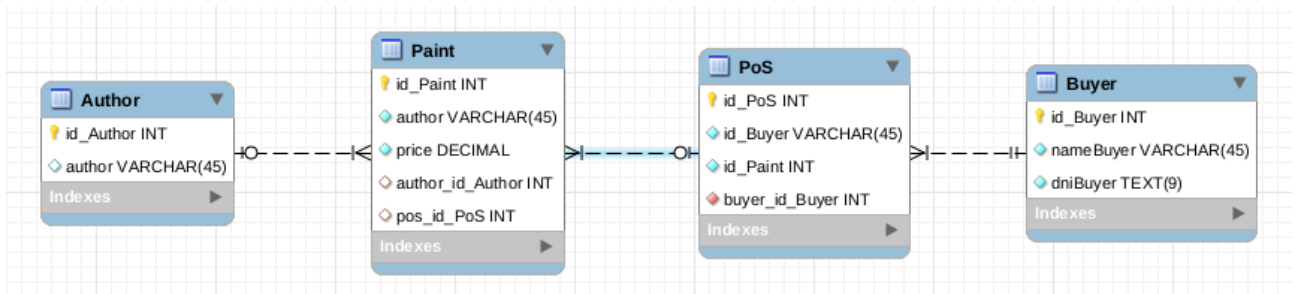 Author
id_Author INT
author VARCHAR(45)
Indexes
Paint
id_Paint INT
author VARCHAR(45)
price DECIMAL
author_id_Author INT
pos_id_PoS INT
Indexes
PoS
id_PoS INT
id_Buyer VARCHAR(45)
id_Paint INT
buyer_id_Buyer INT
Indexes
Buyer
id_Buyer INT
nameBuyer VARCHAR(45)
dniBuyer TEXT(9)
Indexes